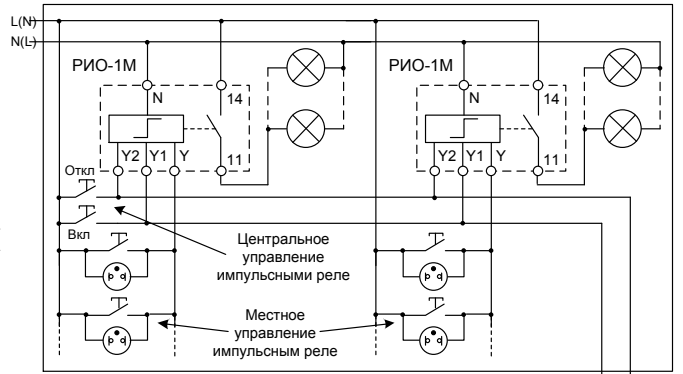 L(N)
N(L)
РИО-1М
РИО-1М
N
14
N
14
Y2 Y1 Y
11
Y2 Y1 Y
11
Откл
Вкл
Центральное
управление
импульсными реле
Местное
управление
импульсным реле